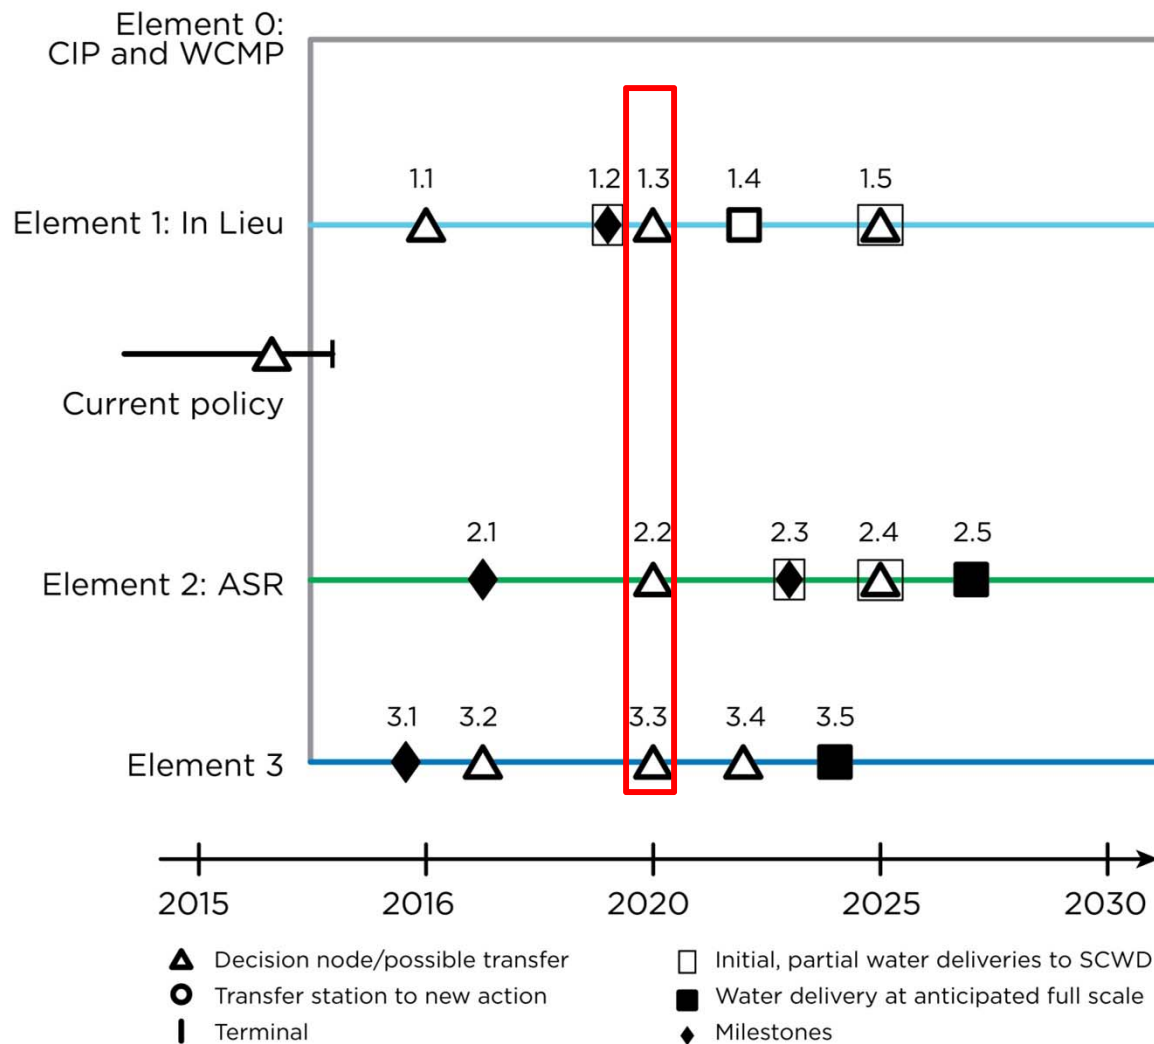 Element 0:
CIP and WCMP
1.1 1.2 1.3 1.4 1.5
Element 1: In Lieu
Current policy
2.1 2.2 2.3 2.4 2.5
Element 2: ASR
3.1 3.2 3.3 3.4 3.5
Element 3
2015 2016 2020 2025 2030
Decision node/possible transfer
Transfer station to new action
Terminal
Initial, partial water deliveries to SCWD
Water delivery at anticipated full scale
Milestones